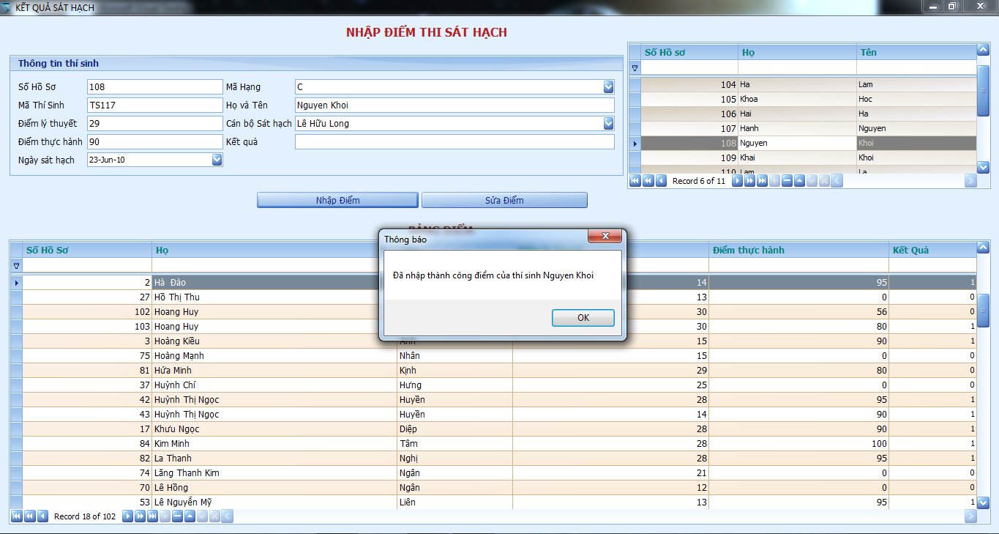 KẾT QUẢ SÁT HẠCH
NHẬP ĐIỂM THI SÁT HẠCH
Thông tin thí sinh
Số Hồ Sơ 108 Mã Hạng C
Mã Thí Sinh TS117 Họ và Tên Nguyen Khoi
Điểm lý thuyết 29 Cán bộ Sát hạch Lê Hữu Long
Điểm thực hành 90 Kết quả
Ngày sát hạch 23-Jun-10
Số Hồ sơ Họ Tên
104 Ha Lam
105 Khoa Hoc
106 Hai Ha
107 Hanh Nguyen
108 Nguyen Khoi
109 Khai Khoi
110 Lam La
Record 6 of 11
Nhập Điểm Sửa Điểm
BẢNG ĐIỂM
Thông báo
Đã nhập thành công điểm của thí sinh Nguyen Khoi
OK
Số Hồ Sơ Họ Điểm thực hành Kết Quả
2 Hà Đào 14 95 1
27 Hồ Thị Thu 13 0 0
102 Hoang Huy 30 56 0
103 Hoang Huy 30 80 1
3 Hoàng Kiều Anh 15 90 1
75 Hoàng Mạnh Nhân 15 0 0
81 Hứa Minh Kịnh 29 80 0
37 Huỳnh Chí Hưng 25 0 0
42 Huỳnh Thị Ngọc Huyền 28 95 1
43 Huỳnh Thị Ngọc Huyền 14 90 1
17 Khưu Ngọc Diệp 28 90 1
84 Kim Minh Tâm 28 100 1
82 La Thanh Nghị 28 95 1
74 Lăng Thanh Kim Ngân 21 0 0
70 Lê Hồng Ngân 12 0 0
53 Lê Nguyễn Mỹ Liên 13 95 1
Record 18 of 102